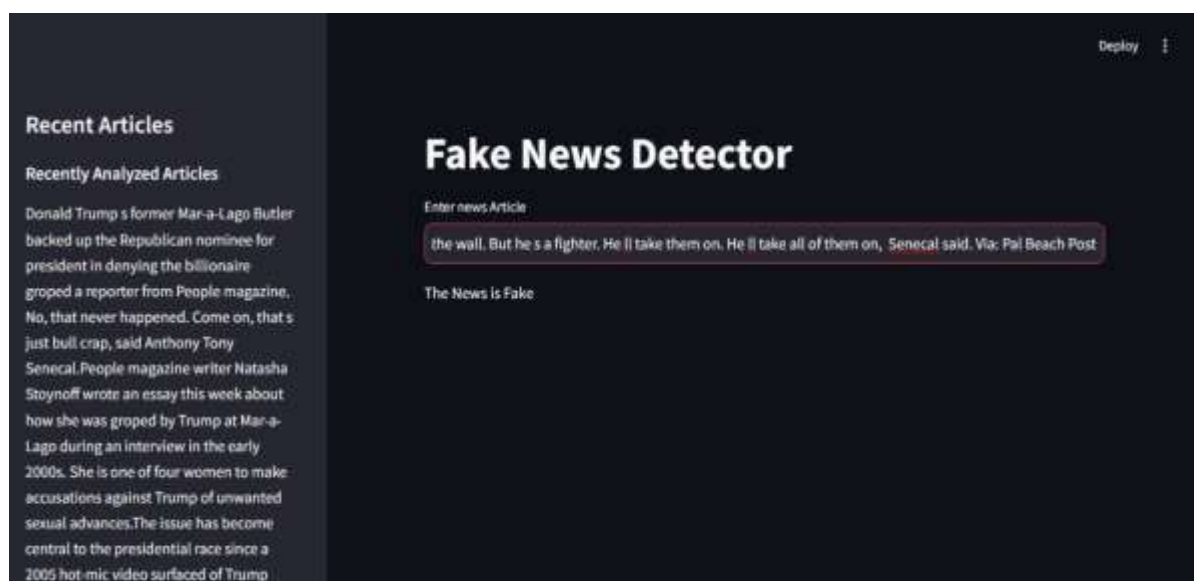 Deploy
Recent Articles
Recently Analyzed Articles
Donald Trump s former Mar-a-Lago Butler
backed up the Republican nominee for
president in denying the billionaire
groped a reporter from People magazine.
No, that never happened. Come on, that s
just bull crap, said Anthony Tony
Senecal.People magazine writer Natasha
Stoynoff wrote an essay this week about
how she was groped by Trump at Mar-a-
Lago during an interview in the early
2000s. She is one of four women to make
accusations against Trump of unwanted
sexual advances.The issue has become
central to the presidential race since a
2005 hot-mic video surfaced of Trump
Fake News Detector
Enter news Article
the wall. But he s a fighter. He ll take them on. He ll take all of them on, Senecal said. Via: Pal Beach Post
The News is Fake